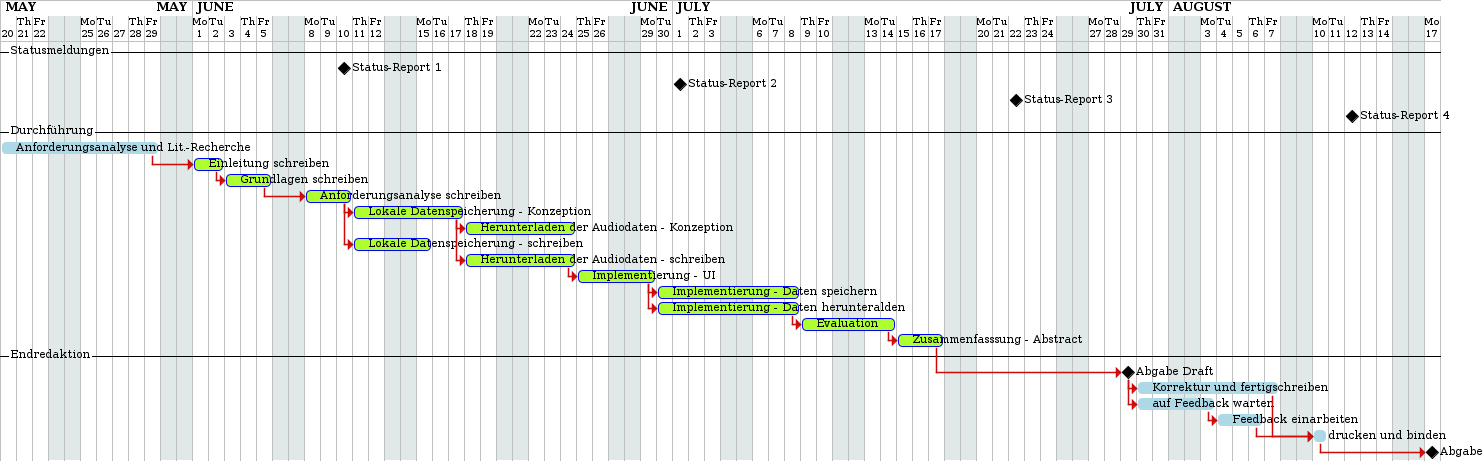 MAY MAY JUNE JUNE JULY JULY AUGUST
Th Fr Mo Tu Th Fr Mo Tu Th Fr Mo Tu Th Fr Mo Tu Th Fr Mo Tu Th Fr Mo Tu Th Fr Mo Tu Th Fr Mo Tu Th Fr Mo Tu Th Fr Mo Tu Th Fr Mo Tu Th Fr Mo Tu Th Fr Mo
20 21 22 25 26 27 28 29 1 2 3 4 5 8 9 10 11 12 15 16 17 18 19 22 23 24 25 26 29 30 1 2 3 6 7 8 9 10 13 14 15 16 17 20 21 22 23 24 27 28 29 30 31 3 4 5 6 7 10 11 12 13 14 17
Statusmeldungen
Status-Report 1
Status-Report 2
Status-Report 3
Status-Report 4
Durchführung
Anforderungsanalyse und Lit.-Recherche
Einleitung schreiben
Grundlagen schreiben
Anforderungsanalyse schreiben
Lokale Datenspeicherung - Konzeption
Herunterladen der Audiodaten - Konzeption
Lokale Datenspeicherung - schreiben
Herunterladen der Audiodaten - schreiben
Implementierung - UI
Implementierung - Daten speichern
Implementierung - Daten herunteralden
Evaluation
Zusammenfasssung - Abstract
Endredaktion
Abgabe Draft
Korrektur und fertigschreiben
auf Feedback warten
Feedback einarbeiten
drucken und binden
Abgabe